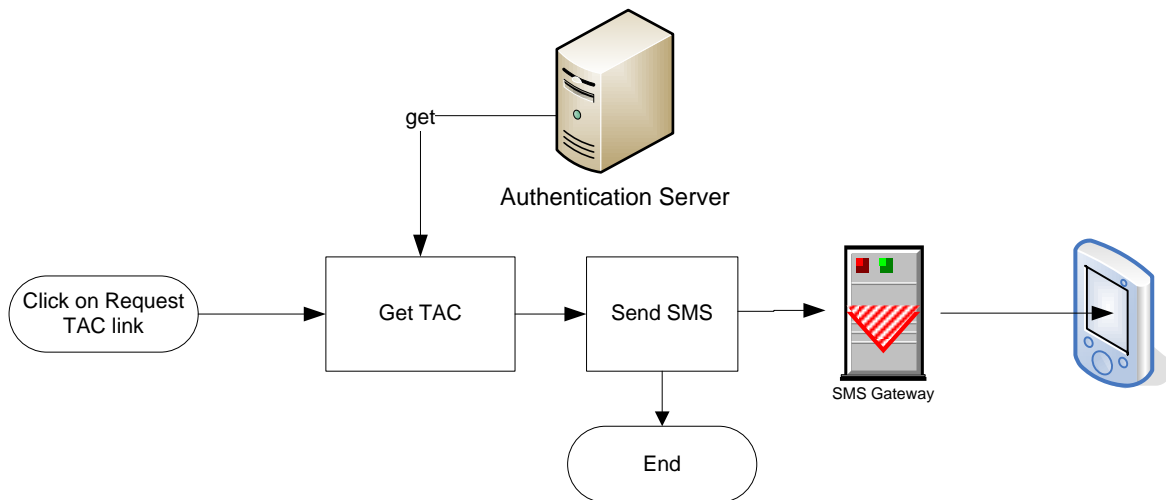 get
Authentication Server
Click on Request
TAC link
Get TAC
Send SMS
SMS Gateway
End